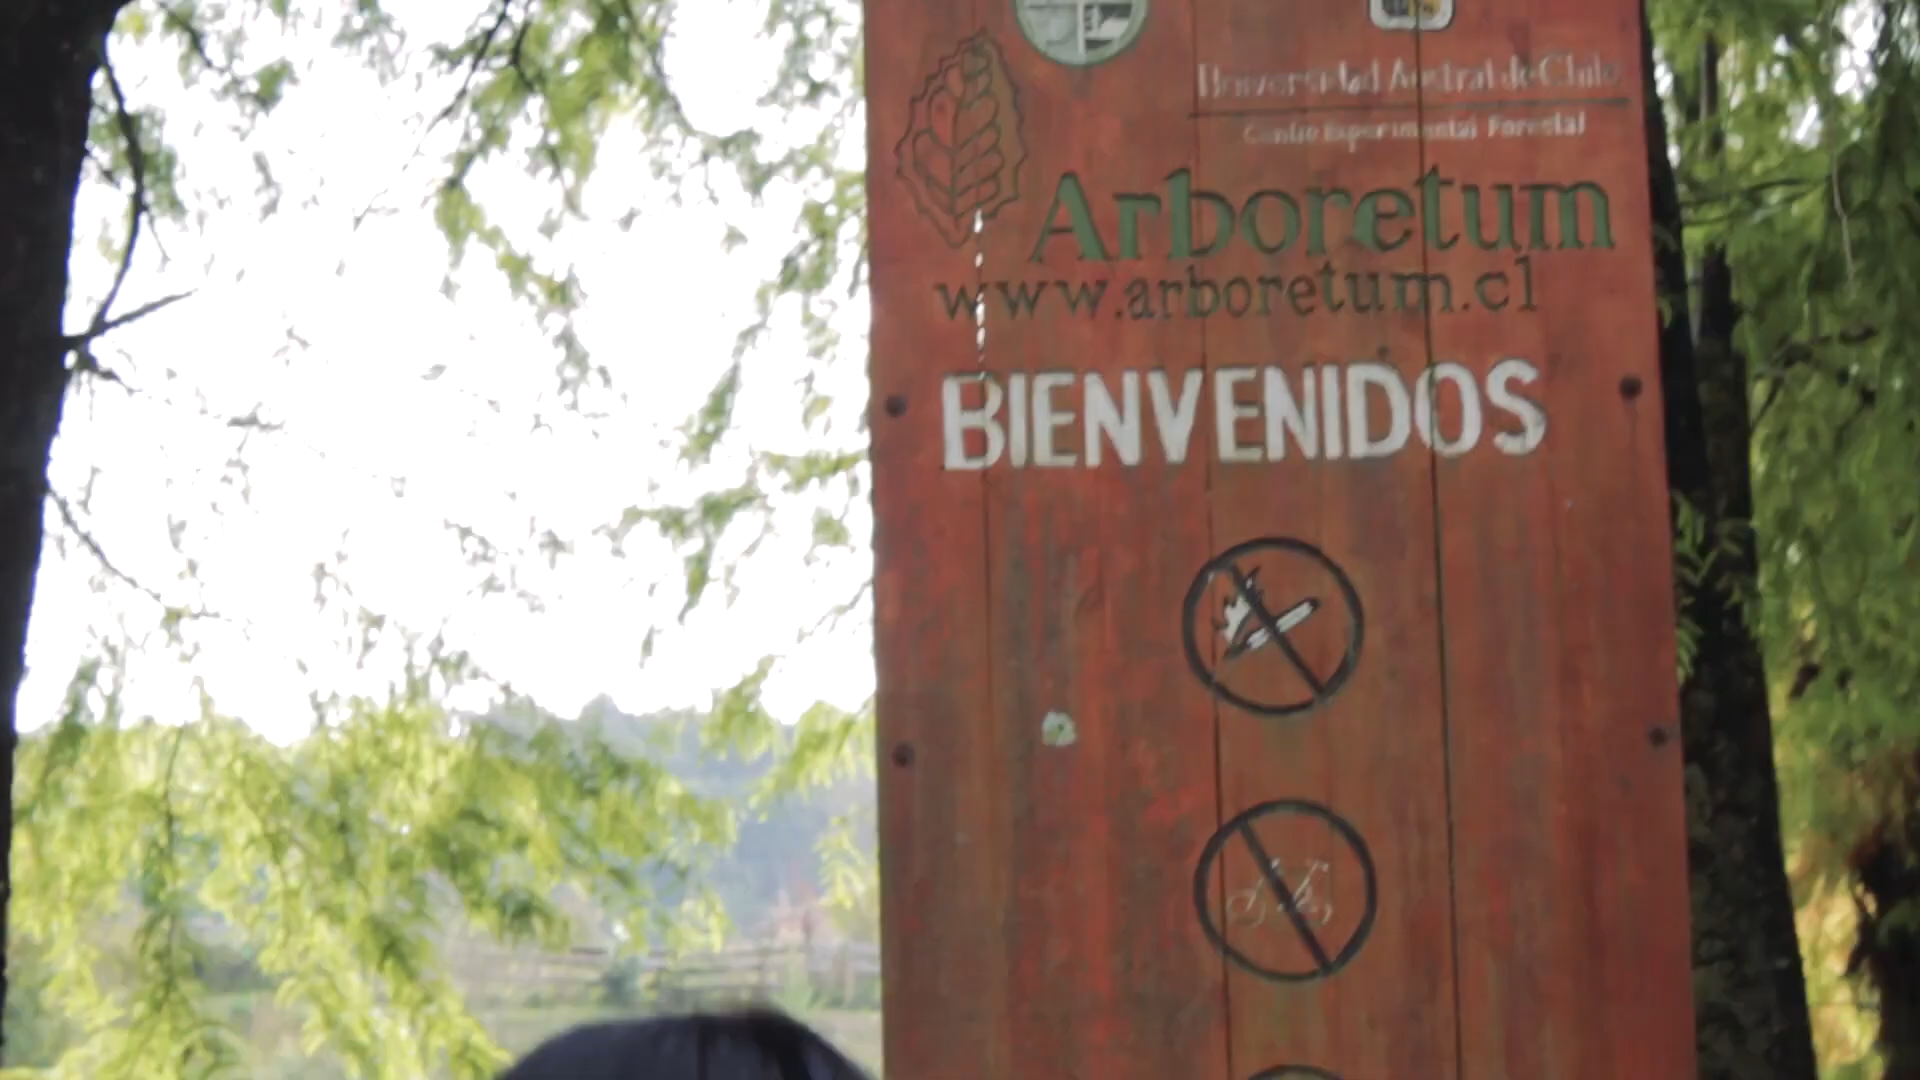 Universidad Austral de Chile
Centro Experimental Forestal
Arboretum
www.arboretum.cl
BIENVENIDOS